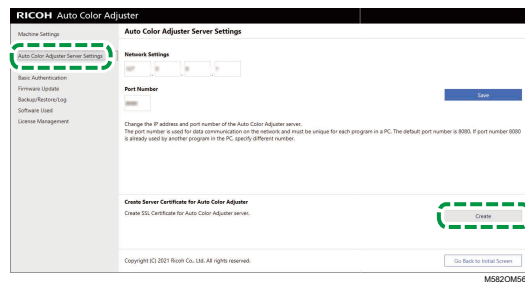 RICOH Auto Color Adjuster
Machine Settings
Auto Color Adjuster Server Settings
Basic Authentication
Firmware Update
Backup/Restore/Log
Software Used
License Management
Auto Color Adjuster Server Settings
Network Settings
Port Number
Save
Change the IP address and port number of the Auto Color Adjuster server.
The port number is used for data communication on the network and must be unique for each program in a PC. The default port number is 8080. If port number 8080
is already used by another program in the PC, specify different number.
Create Server Certificate for Auto Color Adjuster
Create SSL Certificate for Auto Color Adjuster server.
Create
Copyright (C) 2021 Ricoh Co., Ltd. All rights reserved.
Go Back to Initial Screen
M582OM56